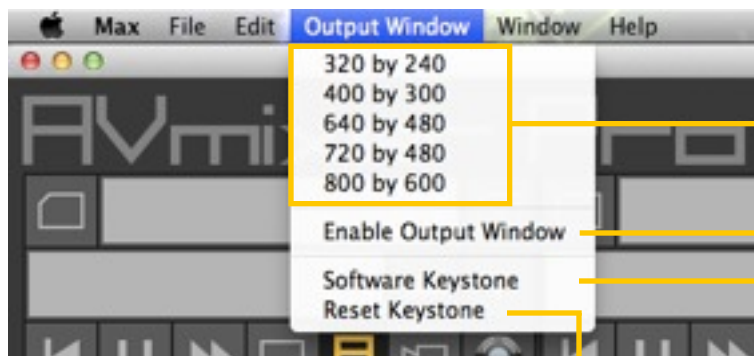 Max File Edit Output Window Window Help
320 by 240
400 by 300
640 by 480
720 by 480
800 by 600
Enable Output Window
Software Keystone
Reset Keystone